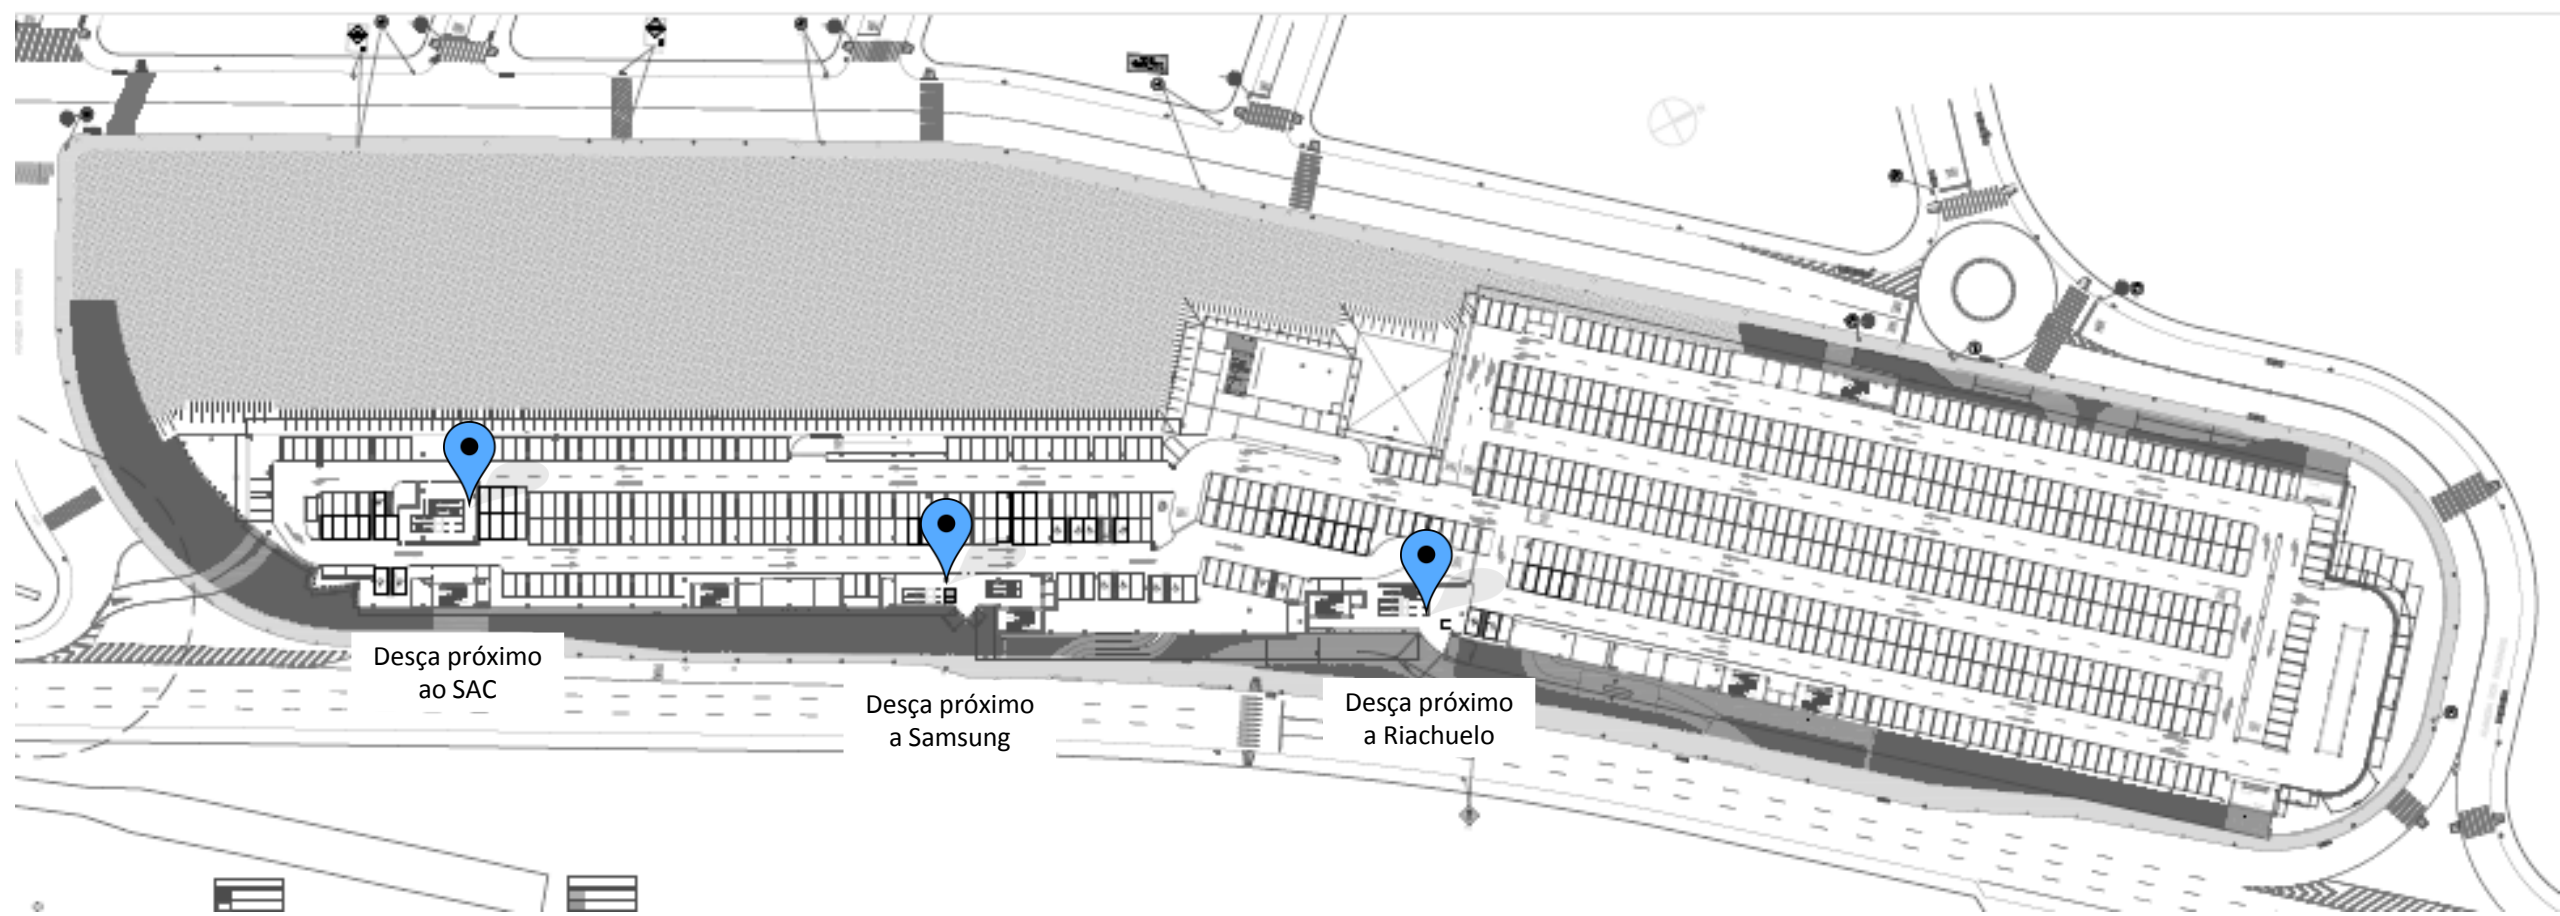 Desça próximo
ao SAC
Desça próximo
a Samsung
Desça próximo
a Riachuelo